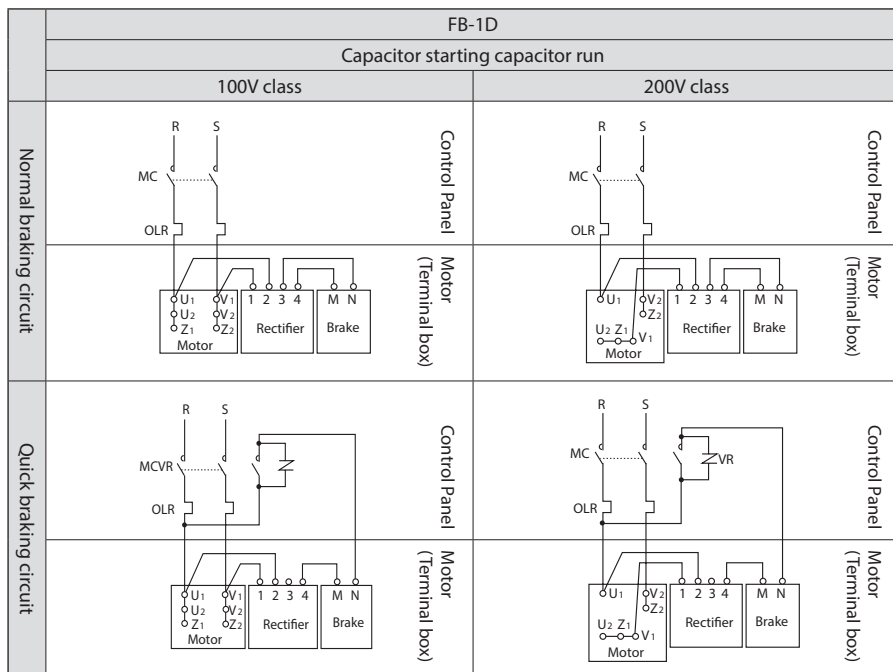 FB-1D
Capacitor starting capacitor run
100V class
200V class
Normal braking circuit
R S
MC
OLR
Control Panel
U1 V1 1 2 3 4 M N
U2 V2
Z1 Z2 Rectifier Brake
Motor
Motor
(Terminal box)
R S
MC
OLR
Control Panel
U1 V2 1 2 3 4 M N
Z2
U2 Z1 V1 Rectifier Brake
Motor
Motor
(Terminal box)
Quick braking circuit
R S
MCVR
OLR
Control Panel
U1 V1 1 2 3 4 M N
U2 V2
Z1 Z2 Rectifier Brake
Motor
Motor
(Terminal box)
R S
MC VR
OLR
Control Panel
U1 V2 1 2 3 4 M N
Z2
U2 Z1 V1 Rectifier Brake
Motor
Motor
(Terminal box)